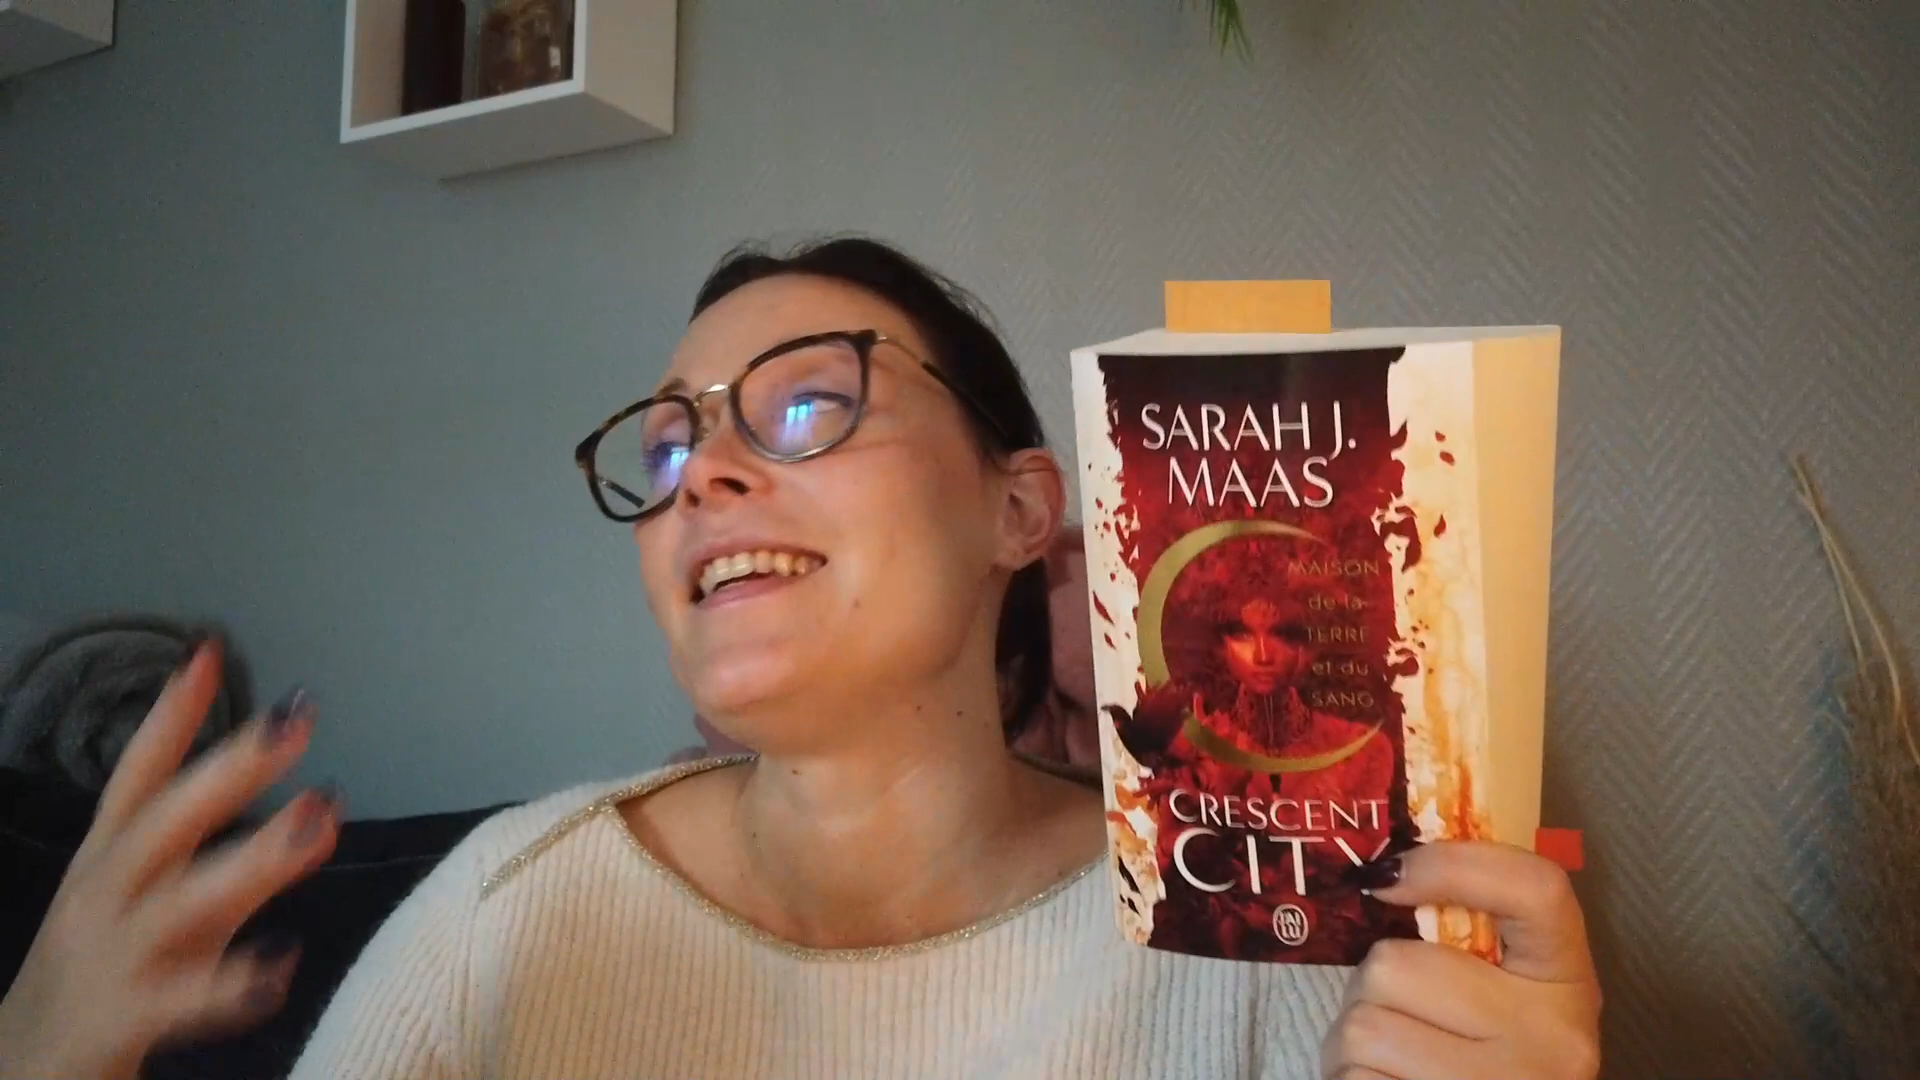 SARAH J.
MAAS
MAISON
de la
TERRE
et du
SANG
CRESCENT
CITY
J'AI
LU